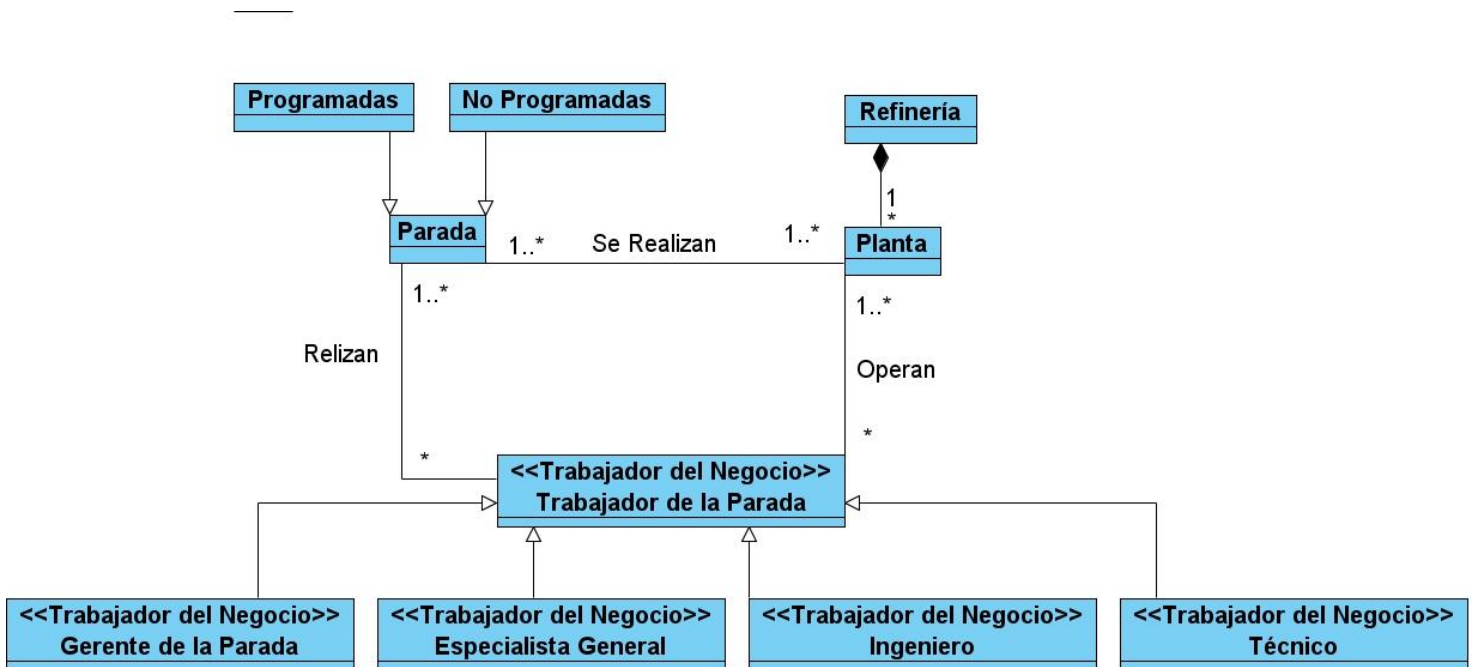 Programadas
No Programadas
Refinería
1
*
Parada
1..*
Se Realizan
1..*
Planta
1..*
1..*
Relizan
Operan
*
*
<<Trabajador del Negocio>>
Trabajador de la Parada
<<Trabajador del Negocio>>
Gerente de la Parada
<<Trabajador del Negocio>>
Especialista General
<<Trabajador del Negocio>>
Ingeniero
<<Trabajador del Negocio>>
Técnico